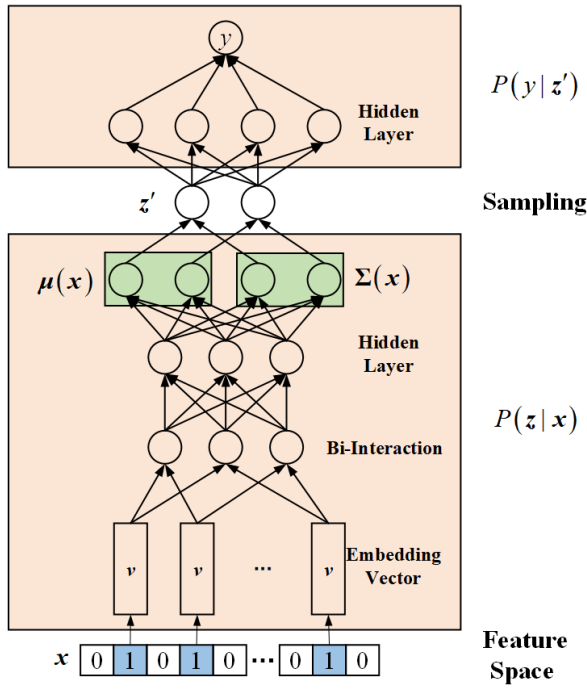 y
P(y | z′)
Hidden
Layer
z′
Sampling
μ(x)
Σ(x)
Hidden
Layer
P(z | x)
Bi-Interaction
v v ... v
Embedding
Vector
x 0 1 0 1 0 ... 0 1 0
Feature
Space